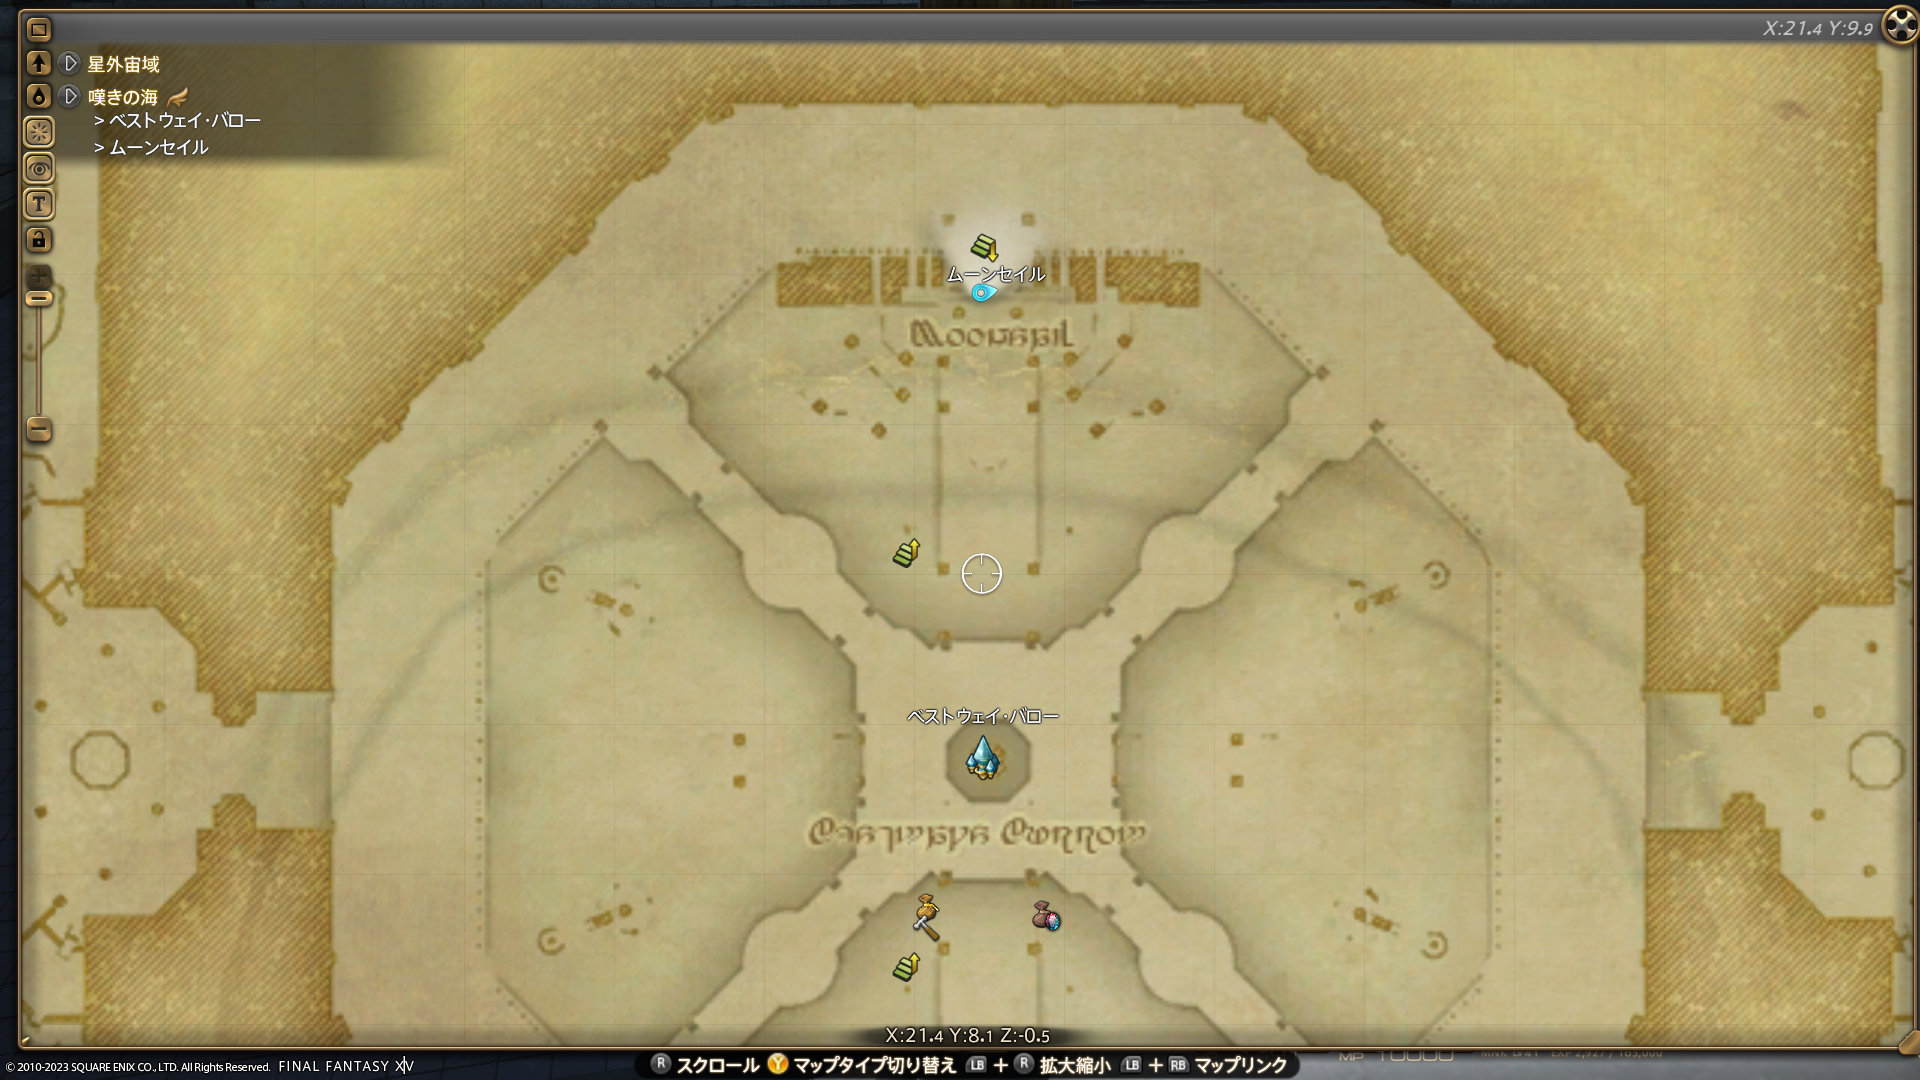 X:21.4 Y:9.9
星外宙域
嘆きの海
> ベストウェイ・バロー
> ムーンセイル
T
ムーンセイル
ベストウェイ・バロー
X:21.4 Y:8.1 Z:-0.5
© 2010-2023 SQUARE ENIX CO., LTD. All Rights Reserved. FINAL FANTASY XIV
R スクロール Y マップタイプ切り替え LB + R 拡大縮小 LB + RB マップリンク